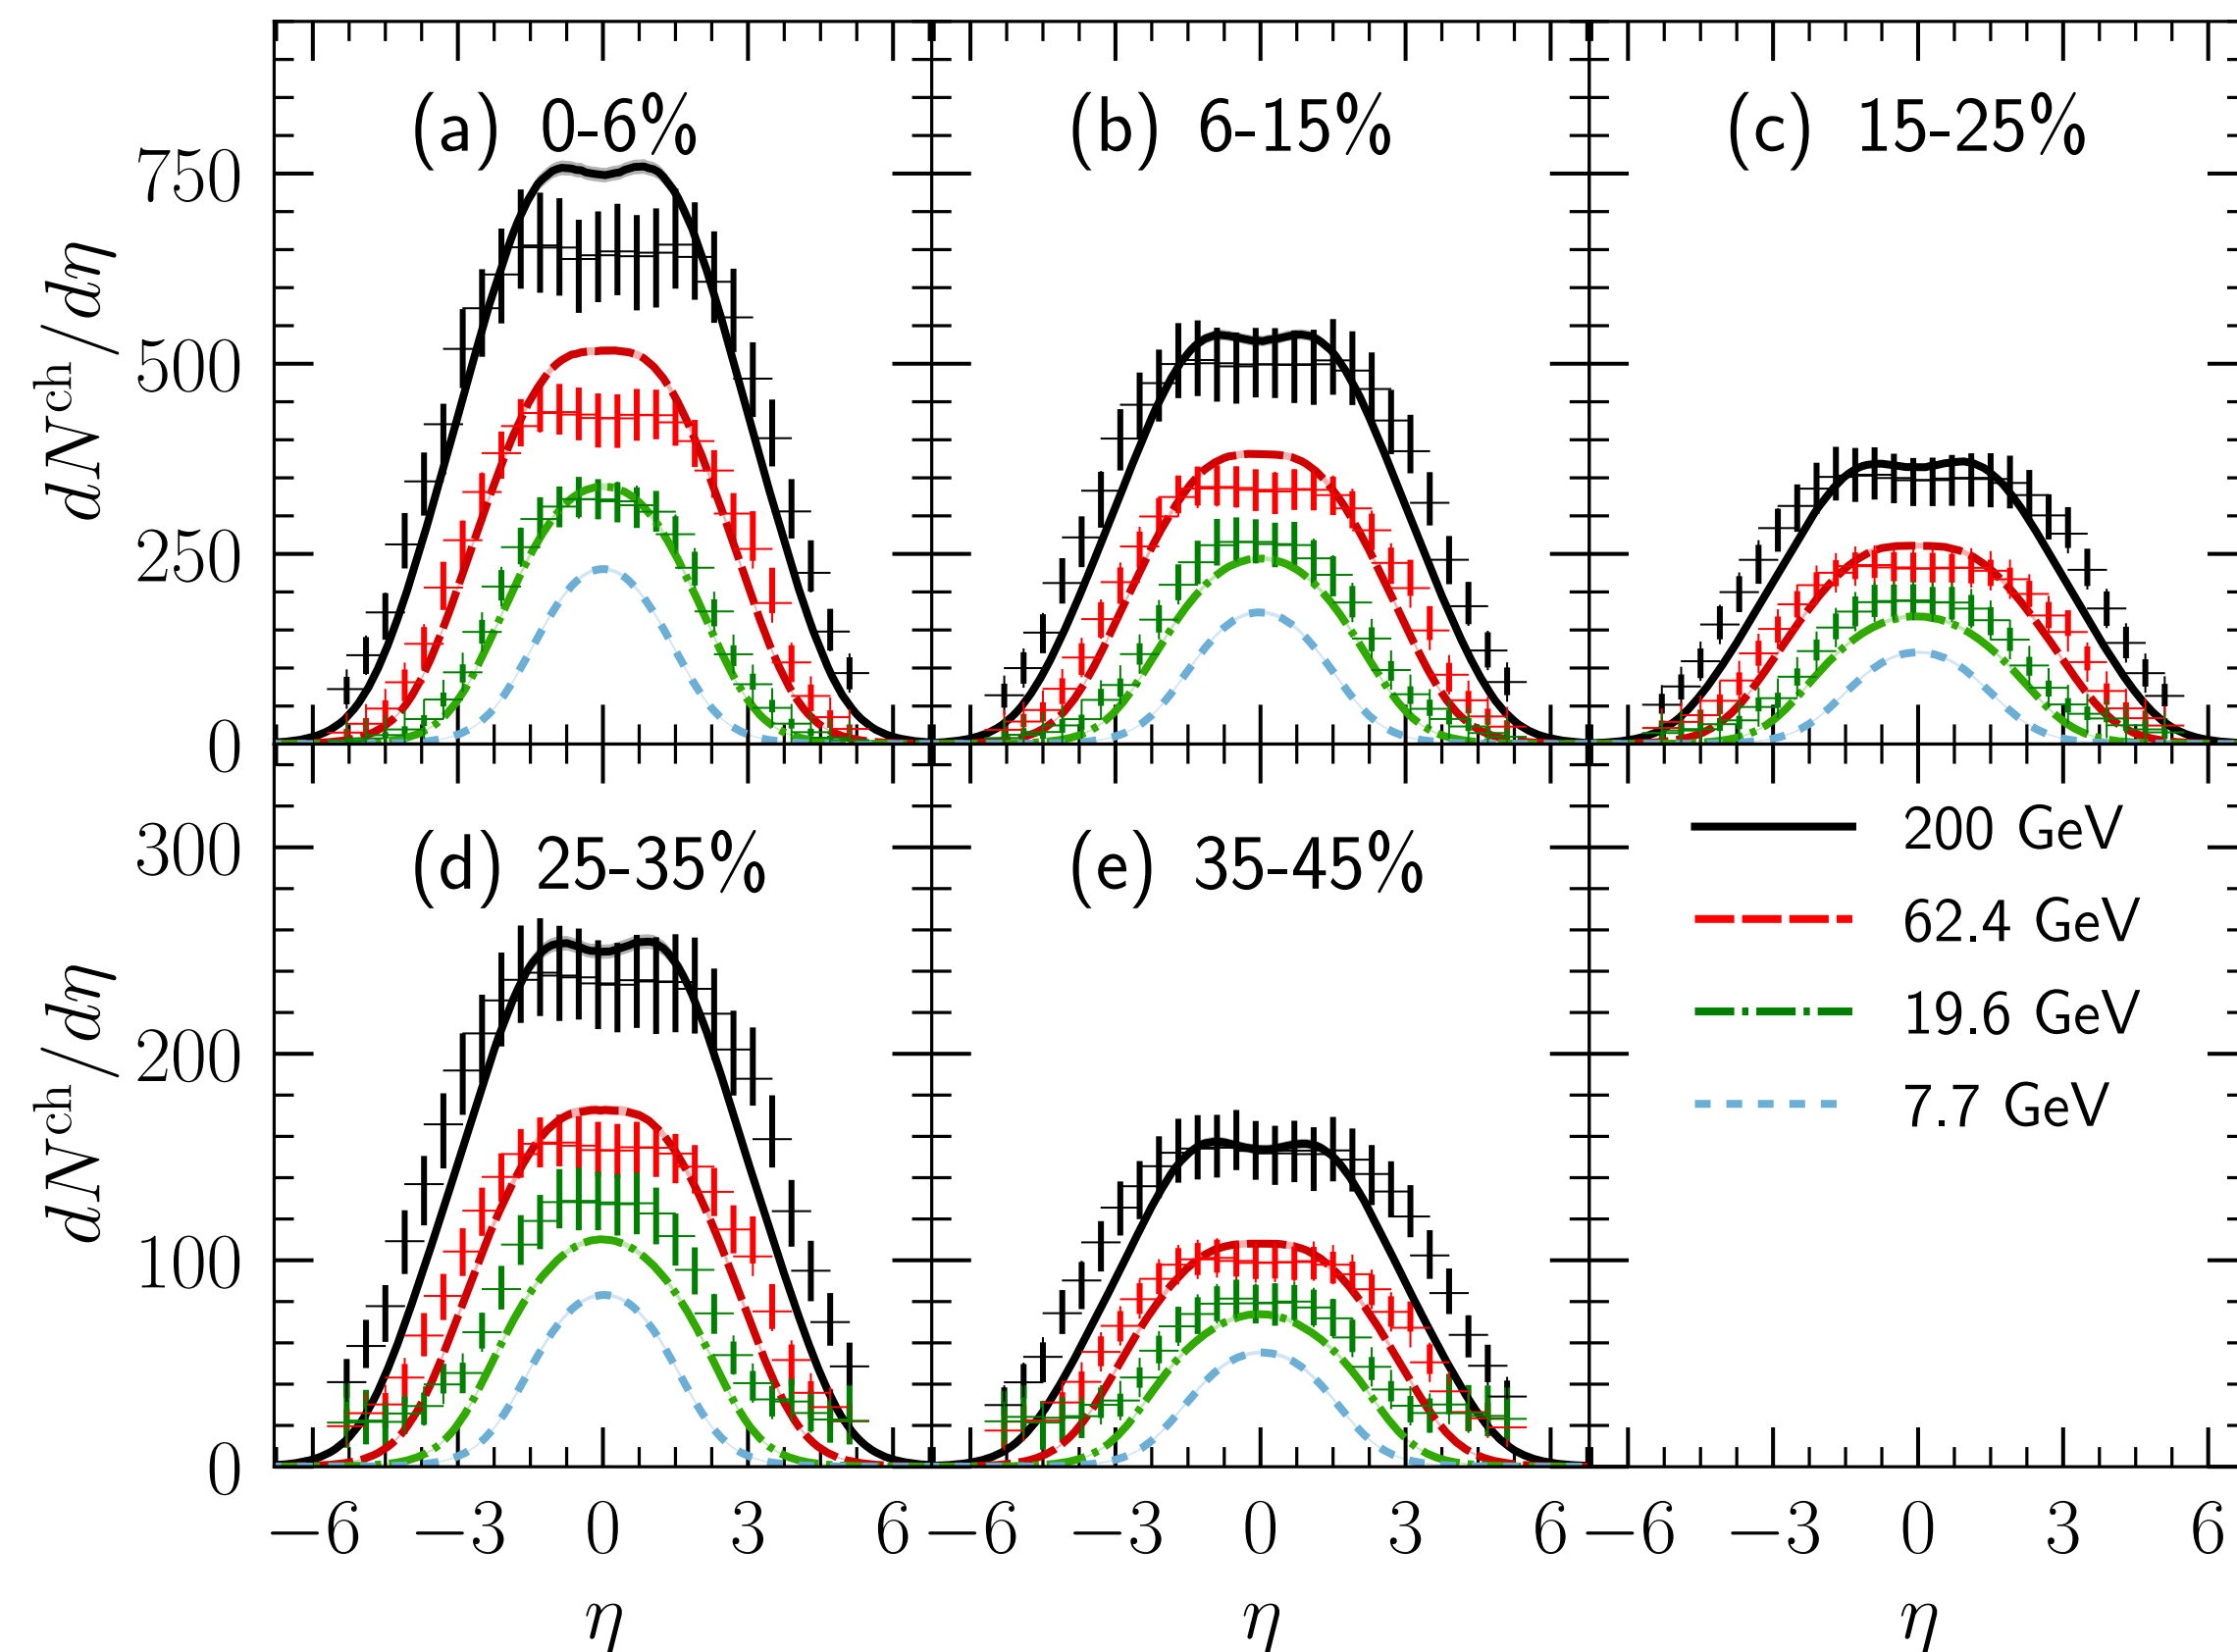 (a) 0-6%
(b) 6-15%
(c) 15-25%
750
500
250
0
dN^ch/dη
(d) 25-35%
(e) 35-45%
200 GeV
62.4 GeV
19.6 GeV
7.7 GeV
300
200
100
0
dN^ch/dη
−6 −3 0 3 6 −6 −3 0 3 6 −6 −3 0 3 6
η η η